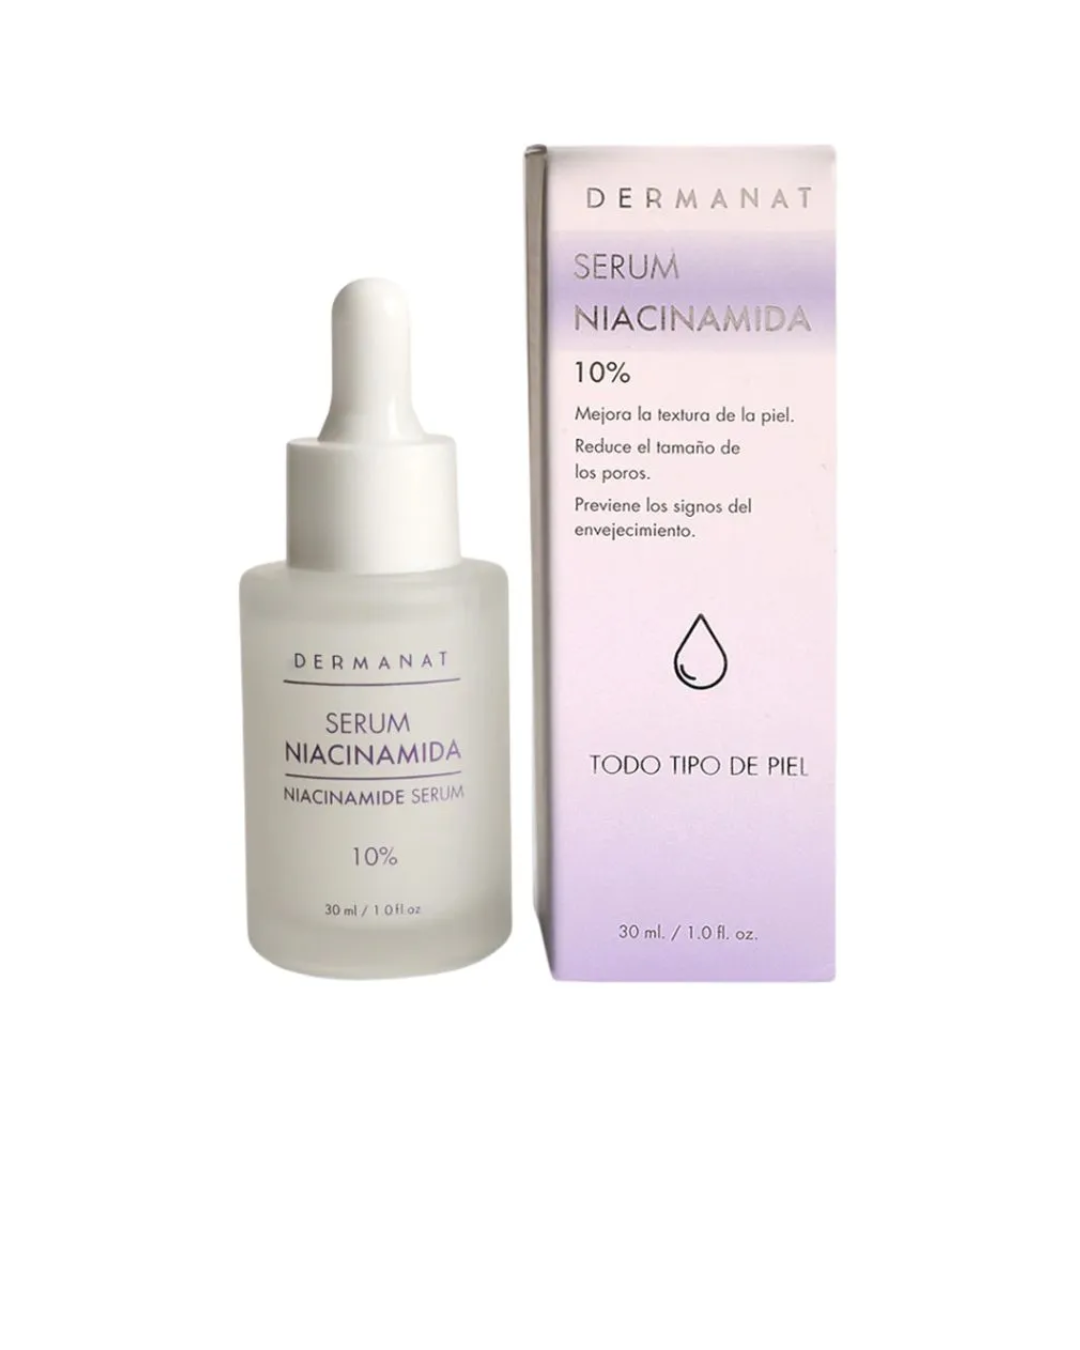 DERMANAT
SERUM
NIACINAMIDA
NIACINAMIDE SERUM
10%
30 ml / 1 0 fl oz
DERMANAT
SERUM
NIACINAMIDA
10%
Mejora la textura de la piel.
Reduce el tamaño de
los poros.
Previene los signos del
envejecimiento.
TODO TIPO DE PIEL
30 ml. / 1.0 fl. oz.